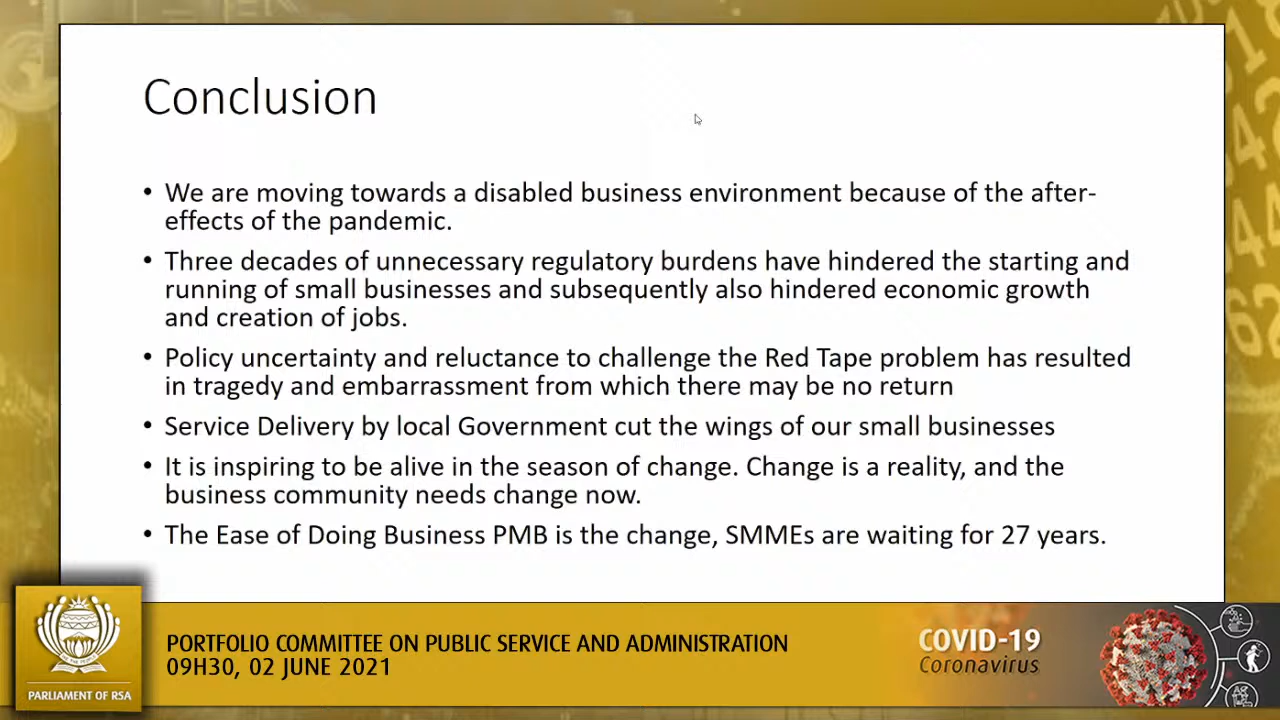 Conclusion
• We are moving towards a disabled business environment because of the after-
effects of the pandemic.
• Three decades of unnecessary regulatory burdens have hindered the starting and
running of small businesses and subsequently also hindered economic growth
and creation of jobs.
• Policy uncertainty and reluctance to challenge the Red Tape problem has resulted
in tragedy and embarrassment from which there may be no return
• Service Delivery by local Government cut the wings of our small businesses
• It is inspiring to be alive in the season of change. Change is a reality, and the
business community needs change now.
• The Ease of Doing Business PMB is the change, SMMEs are waiting for 27 years.
PORTFOLIO COMMITTEE ON PUBLIC SERVICE AND ADMINISTRATION
09H30, 02 JUNE 2021
PARLIAMENT OF RSA
COVID-19
Coronavirus